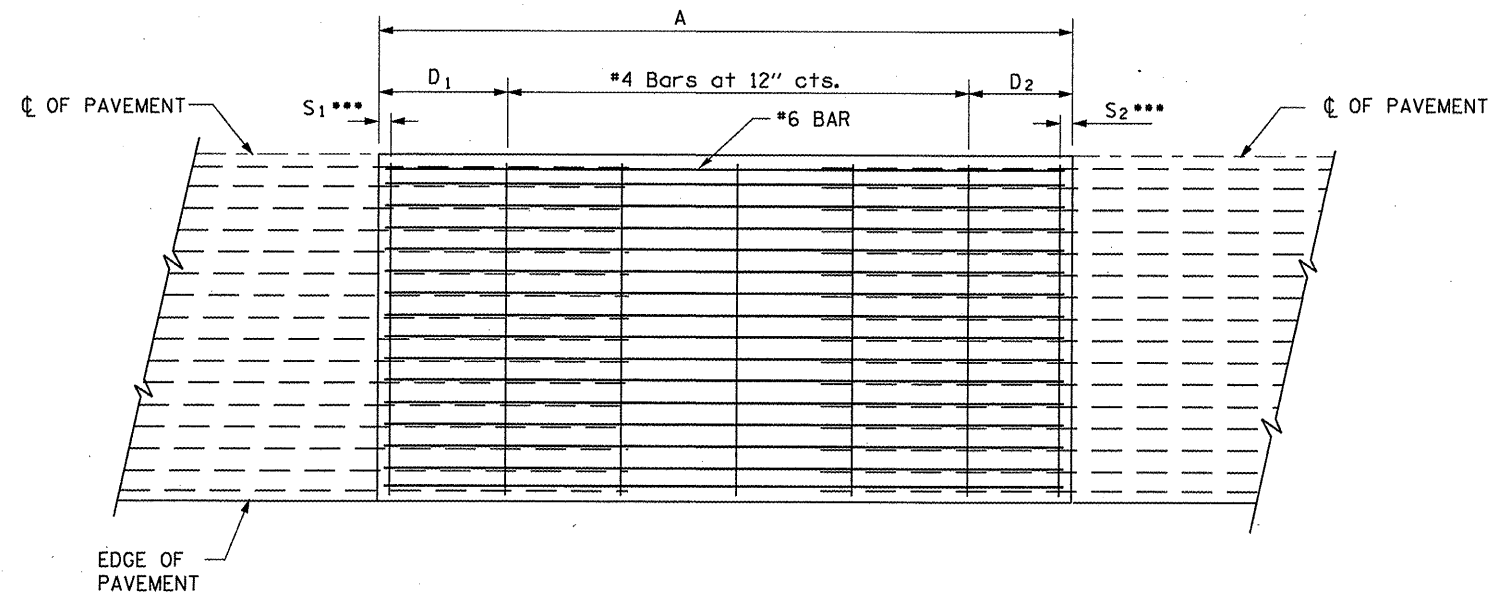 A
D1
#4 Bars at 12" cts.
D2
℄ OF PAVEMENT
S1***
#6 BAR
S2***
℄ OF PAVEMENT
EDGE OF
PAVEMENT